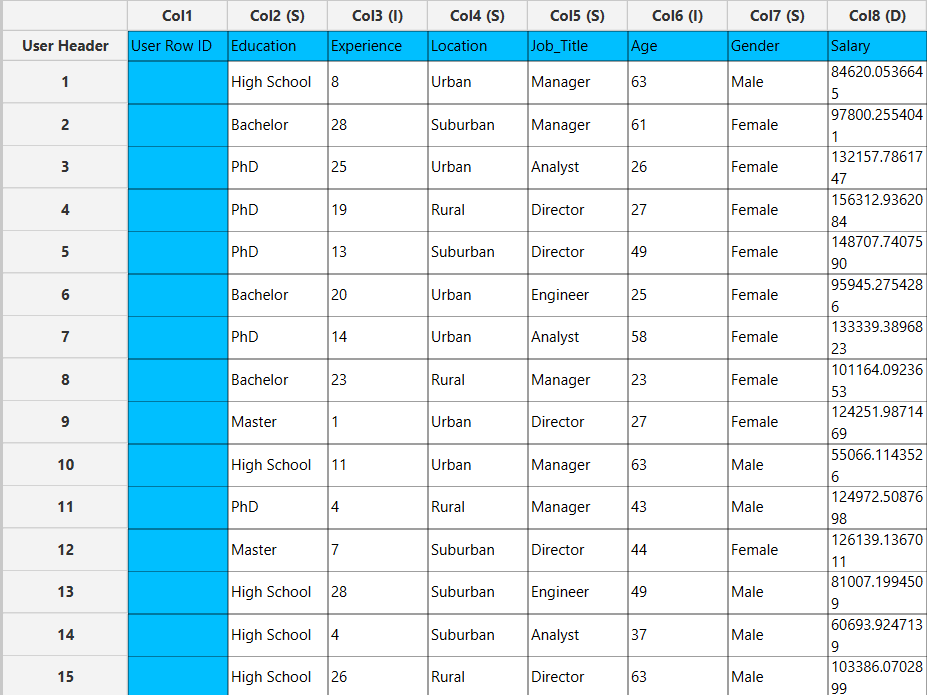 Col1 Col2 (S) Col3 (I) Col4 (S) Col5 (S) Col6 (I) Col7 (S) Col8 (D)
User Header User Row ID Education Experience Location Job_Title Age Gender Salary
1 High School 8 Urban Manager 63 Male 84620.053664
5
2 Bachelor 28 Suburban Manager 61 Female 97800.255404
1
3 PhD 25 Urban Analyst 26 Female 132157.78617
47
4 PhD 19 Rural Director 27 Female 156312.93620
84
5 PhD 13 Suburban Director 49 Female 148707.74075
90
6 Bachelor 20 Urban Engineer 25 Female 95945.275428
6
7 PhD 14 Urban Analyst 58 Female 133339.38968
23
8 Bachelor 23 Rural Manager 23 Female 101164.09236
53
9 Master 1 Urban Director 27 Female 124251.98714
69
10 High School 11 Urban Manager 63 Male 55066.114352
6
11 PhD 4 Rural Manager 43 Male 124972.50876
98
12 Master 7 Suburban Director 44 Female 126139.13670
11
13 High School 28 Suburban Engineer 49 Male 81007.199450
9
14 High School 4 Suburban Analyst 37 Male 60693.924713
9
15 High School 26 Rural Director 63 Male 103386.07028
99